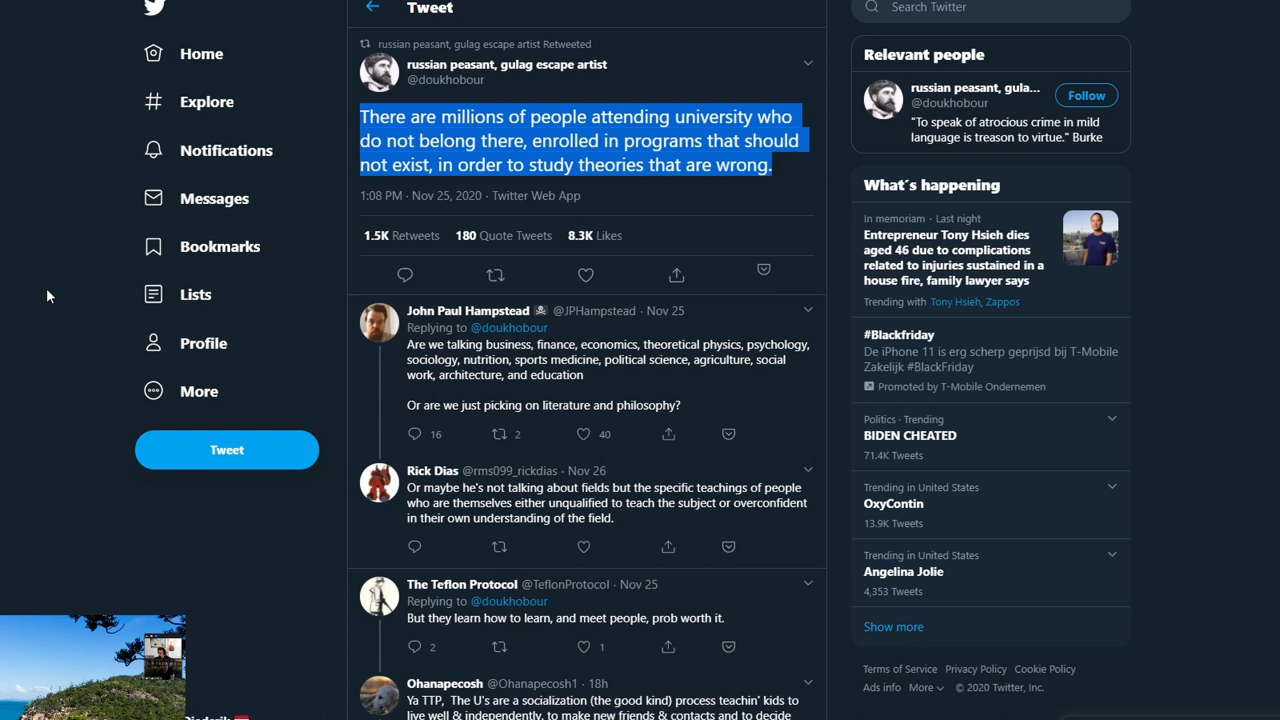 Home
Explore
Notifications
Messages
Bookmarks
Lists
Profile
More
Tweet
Tweet
russian peasant, gulag escape artist Retweeted
russian peasant, gulag escape artist
@doukhobour
There are millions of people attending university who
do not belong there, enrolled in programs that should
not exist, in order to study theories that are wrong.
1:08 PM · Nov 25, 2020 · Twitter Web App
1.5K Retweets 180 Quote Tweets 8.3K Likes
John Paul Hampstead ☠ @JPHampstead · Nov 25
Replying to @doukhobour
Are we talking business, finance, economics, theoretical physics, psychology,
sociology, nutrition, sports medicine, political science, agriculture, social
work, architecture, and education
Or are we just picking on literature and philosophy?
16 2 40
Rick Dias @rms099_rickdias · Nov 26
Or maybe he's not talking about fields but the specific teachings of people
who are themselves either unqualified to teach the subject or overconfident
in their own understanding of the field.
The Teflon Protocol @TeflonProtocol · Nov 25
Replying to @doukhobour
But they learn how to learn, and meet people, prob worth it.
2 1
Ohanapecosh @Ohanapecosh1 · 18h
Ya TTP, The U's are a socialization (the good kind) process teachin' kids to
live well & independently, to make new friends & contacts and to decide
Search Twitter
Relevant people
russian peasant, gula...
@doukhobour
Follow
"To speak of atrocious crime in mild
language is treason to virtue." Burke
What's happening
In memoriam · Last night
Entrepreneur Tony Hsieh dies
aged 46 due to complications
related to injuries sustained in a
house fire, family lawyer says
Trending with Tony Hsieh, Zappos
#Blackfriday
De iPhone 11 is erg scherp geprijsd bij T-Mobile
Zakelijk #BlackFriday
Promoted by T-Mobile Ondernemen
Politics · Trending
BIDEN CHEATED
71.4K Tweets
Trending in United States
OxyContin
13.9K Tweets
Trending in United States
Angelina Jolie
4,353 Tweets
Show more
Terms of Service Privacy Policy Cookie Policy
Ads info More © 2020 Twitter, Inc.